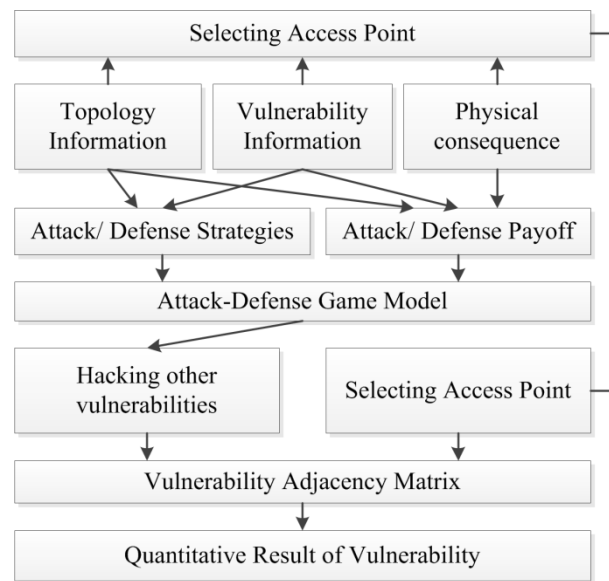 Selecting Access Point
Topology
Information
Vulnerability
Information
Physical
consequence
Attack/ Defense Strategies
Attack/ Defense Payoff
Attack-Defense Game Model
Hacking other
vulnerabilities
Selecting Access Point
Vulnerability Adjacency Matrix
Quantitative Result of Vulnerability